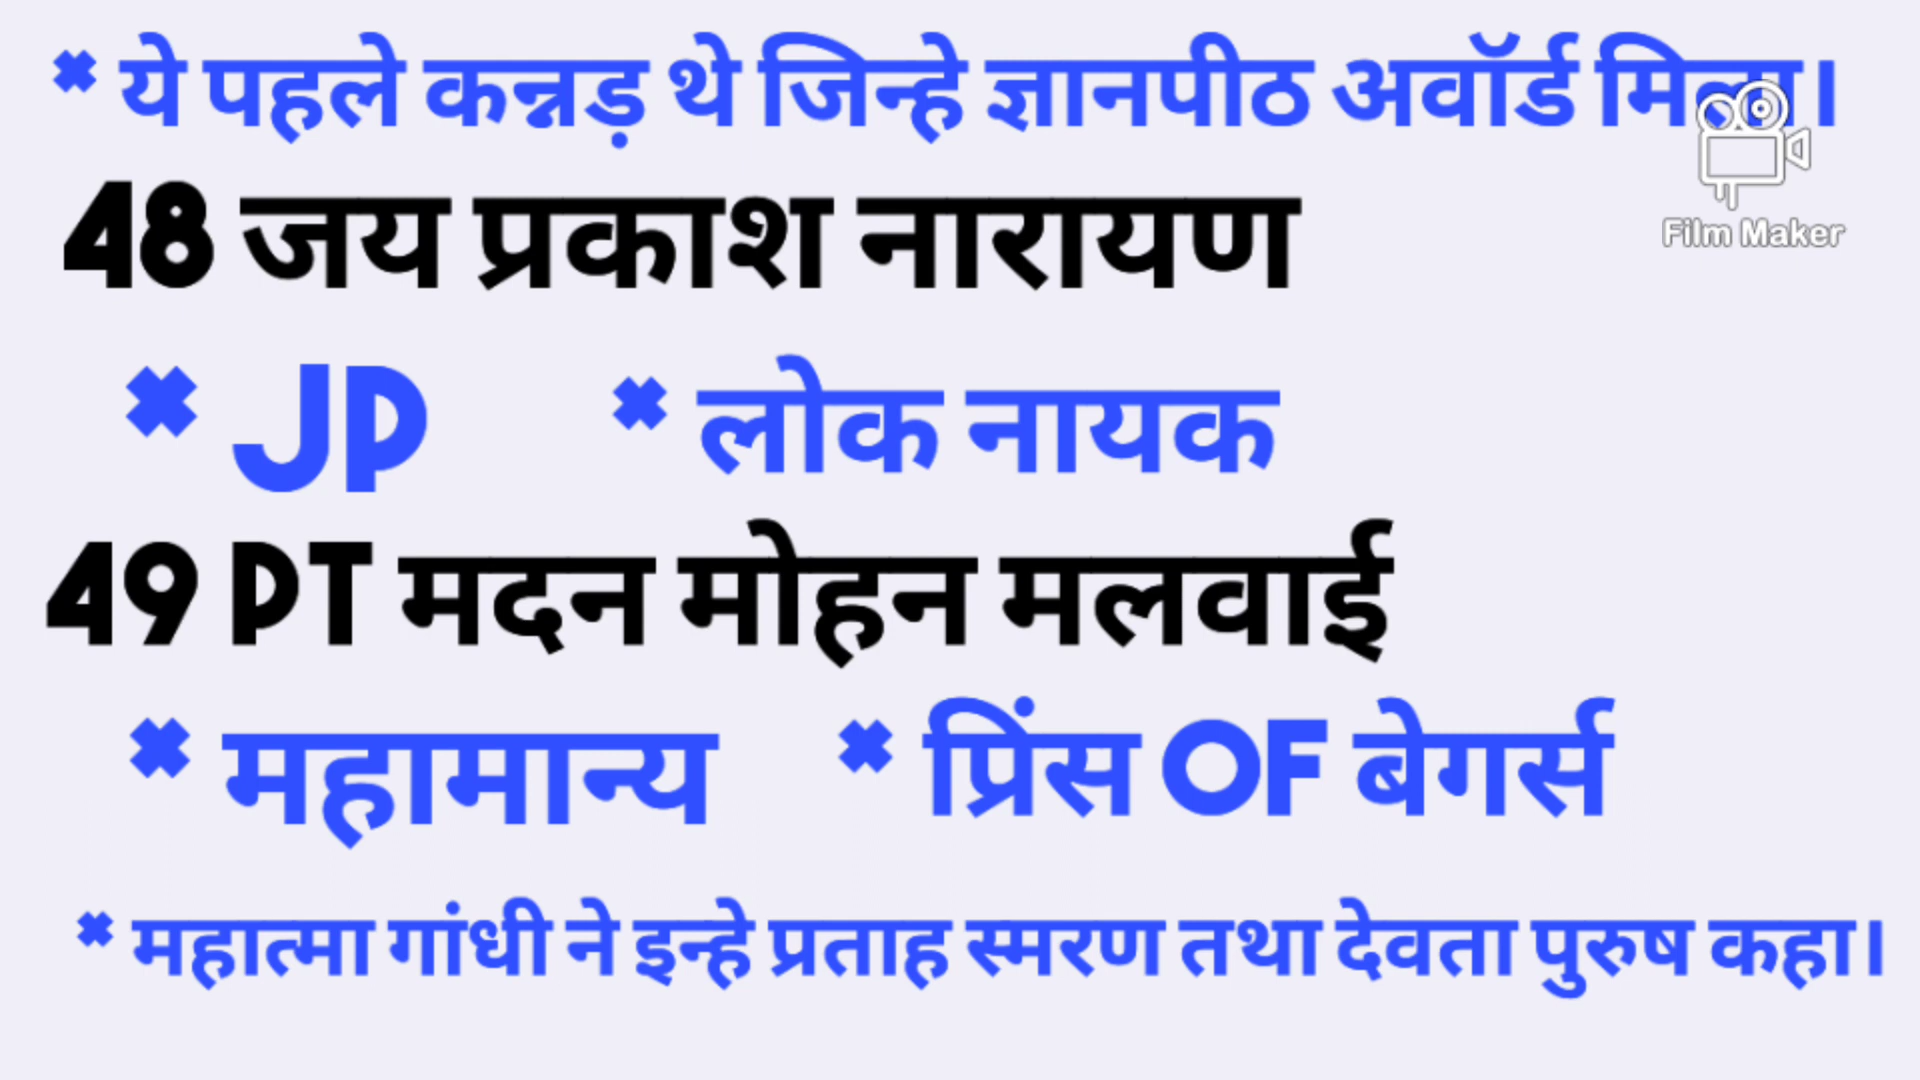 * ये पहले कन्नड़ थे जिन्हे ज्ञानपीठ अवॉर्ड मिला।
Film Maker
48 जय प्रकाश नारायण
* JP * लोक नायक
49 PT मदन मोहन मलवाई
* महामान्य * प्रिंस OF बेगर्स
* महात्मा गांधी ने इन्हे प्रताह स्मरण तथा देवता पुरुष कहा।